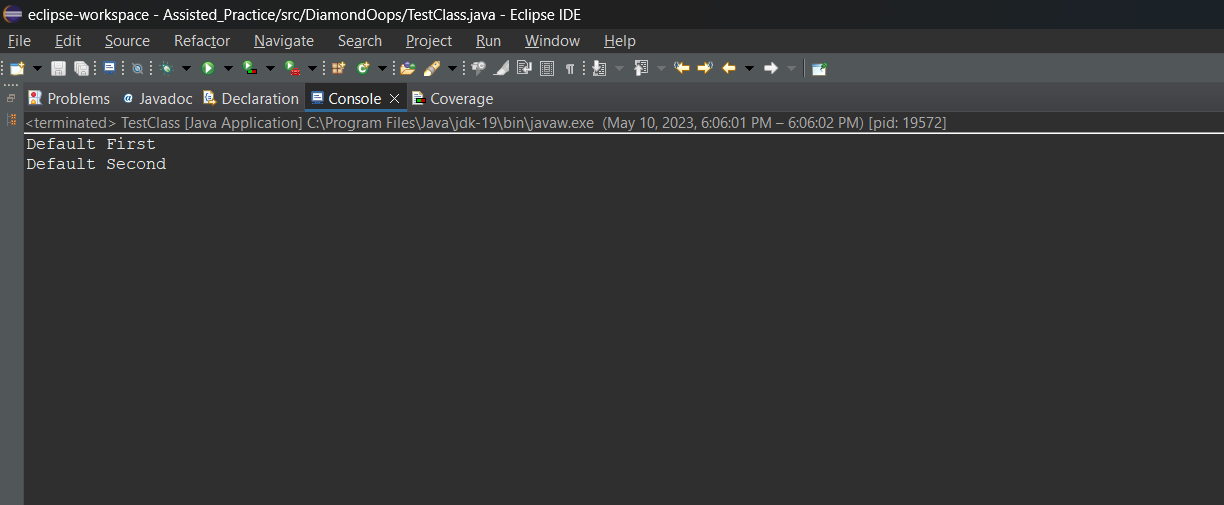 eclipse-workspace - Assisted_Practice/src/DiamondOops/TestClass.java - Eclipse IDE
File Edit Source Refactor Navigate Search Project Run Window Help
Problems @ Javadoc Declaration Console Coverage
<terminated> TestClass [Java Application] C:\Program Files\Java\jdk-19\bin\javaw.exe (May 10, 2023, 6:06:01 PM – 6:06:02 PM) [pid: 19572]
Default First
Default Second